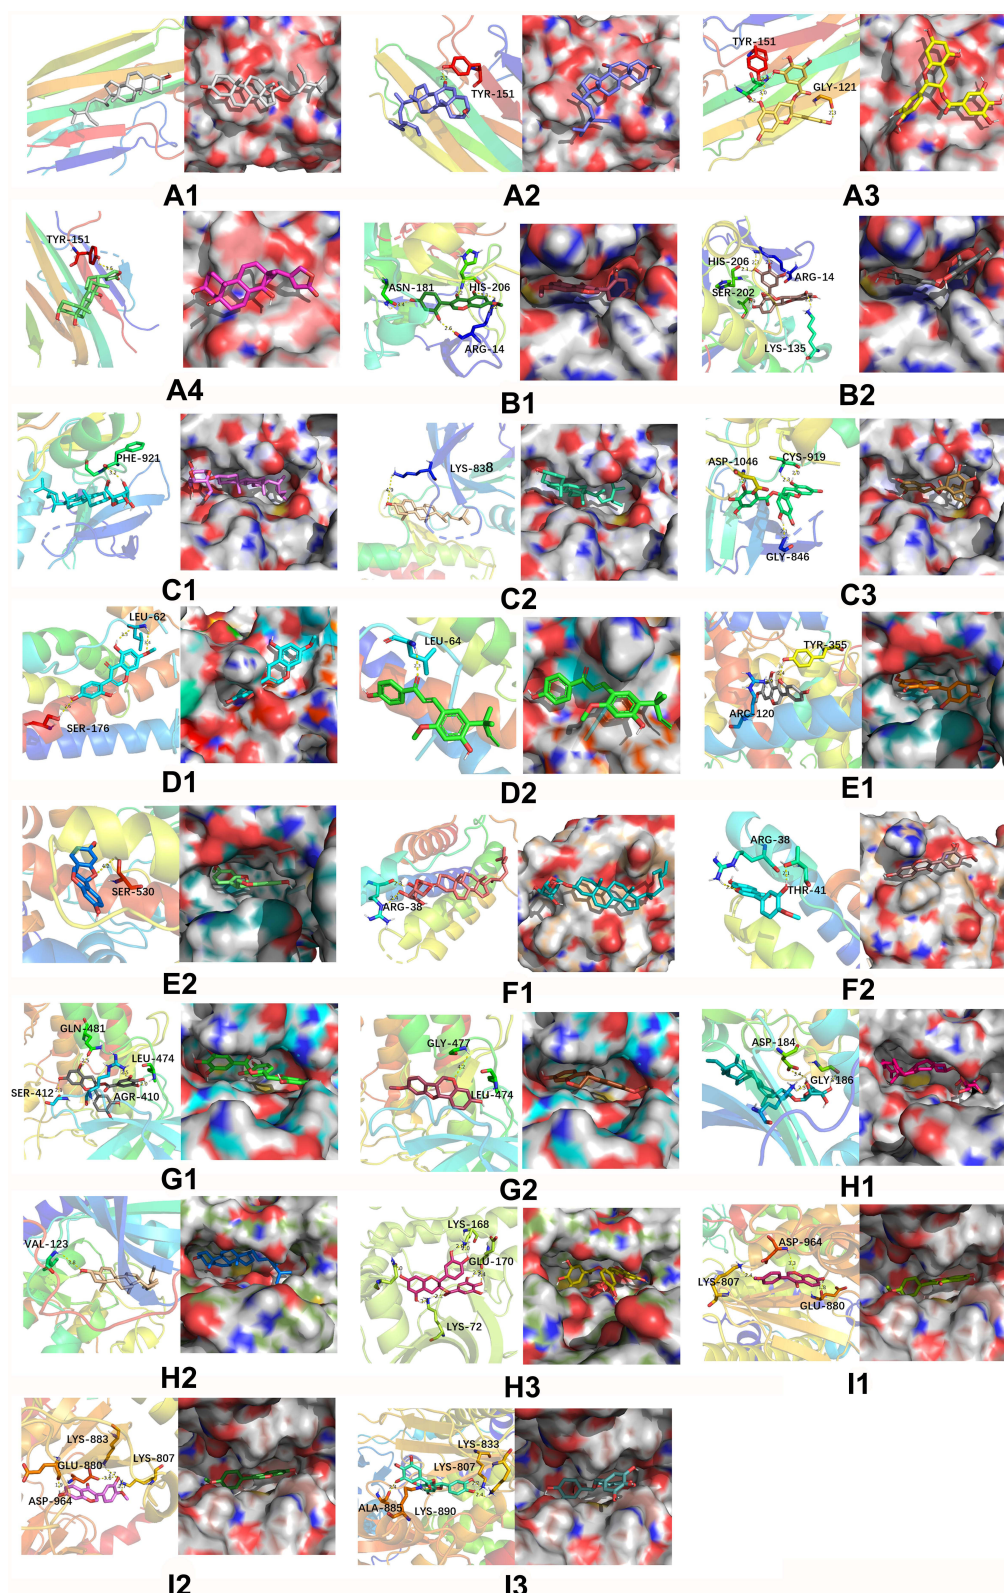 TYR-151
TYR-151
TYR-151
GLY-121
A1
A2
A3
TYR-151
ASN-181
HIS-206
ARG-14
HIS-206
ARG-14
SER-202
LYS-135
A4
B1
B2
PHE-921
LYS-838
ASP-1046
CYS-919
GLY-846
C1
C2
C3
LEU-62
SER-176
LEU-64
TYR-355
ARC-120
D1
D2
E1
SER-530
ARG-38
ARG-38
THR-41
E2
F1
F2
GLN-481
LEU-474
SER-412
AGR-410
GLY-477
LEU-474
ASP-184
GLY-186
G1
G2
H1
VAL-123
LYS-168
GLU-170
LYS-72
ASP-964
LYS-807
GLU-880
H2
H3
I1
LYS-883
GLU-880
LYS-807
ASP-964
LYS-833
LYS-807
ALA-885
LYS-890
I2
I3